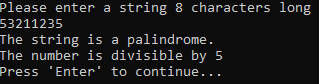 Please enter a string 8 characters long
53211235
The string is a palindrome.
The number is divisible by 5
Press 'Enter' to continue...